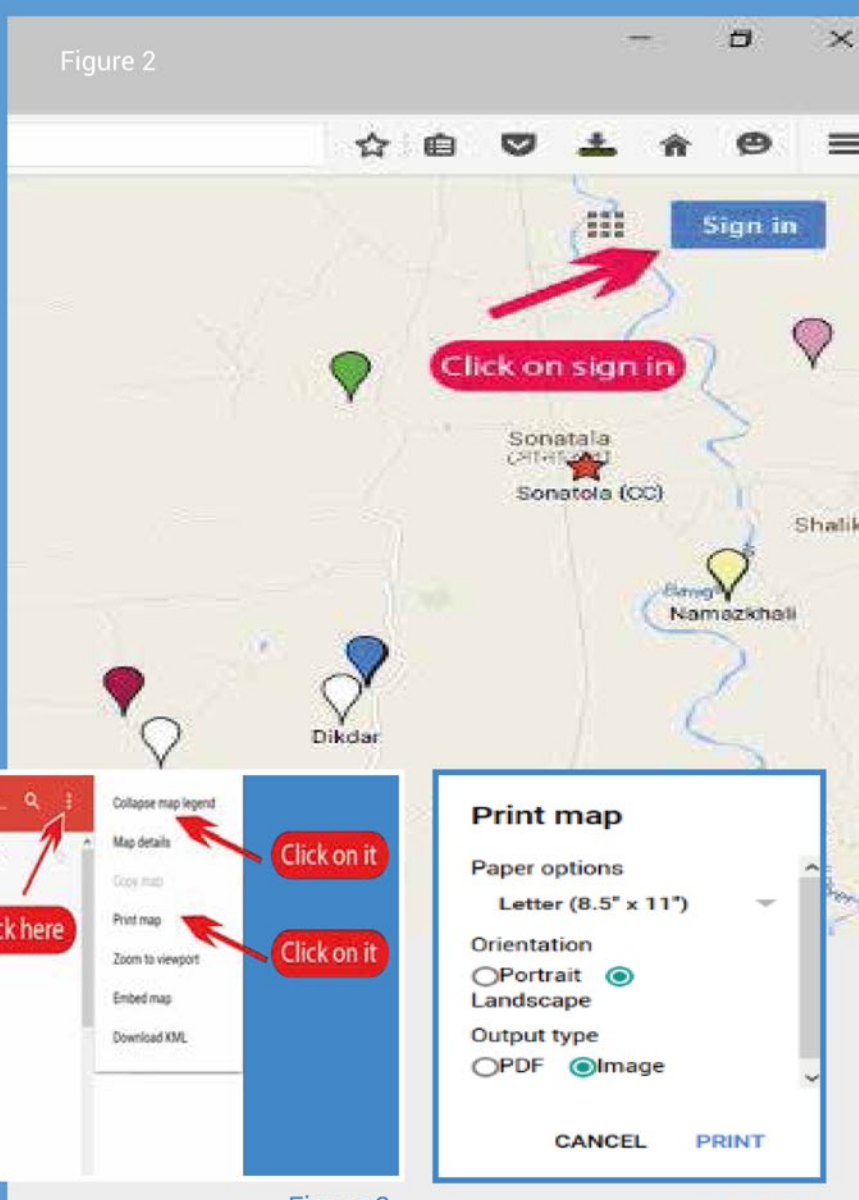 Figure 2
Sign in
Click on sign in
Sonatala
Sonatola (CC)
Shalik
Namazkhali
Dikdar
Collapse map legend
Map details
Copy map
Print map
Zoom to viewport
Embed map
Download KML
Click on it
Click on it
ck here
Print map
Paper options
Letter (8.5" x 11")
Orientation
Portrait
Landscape
Output type
PDF Image
CANCEL PRINT